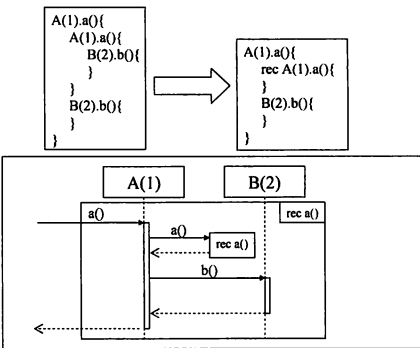 A(1).a(){
A(1).a(){
B(2).b(){
}
}
B(2).b(){
}
}
A(1).a(){
rec A(1).a(){
}
B(2).b(){
}
}
A(1)
B(2)
a()
rec a()
a()
rec a()
b()